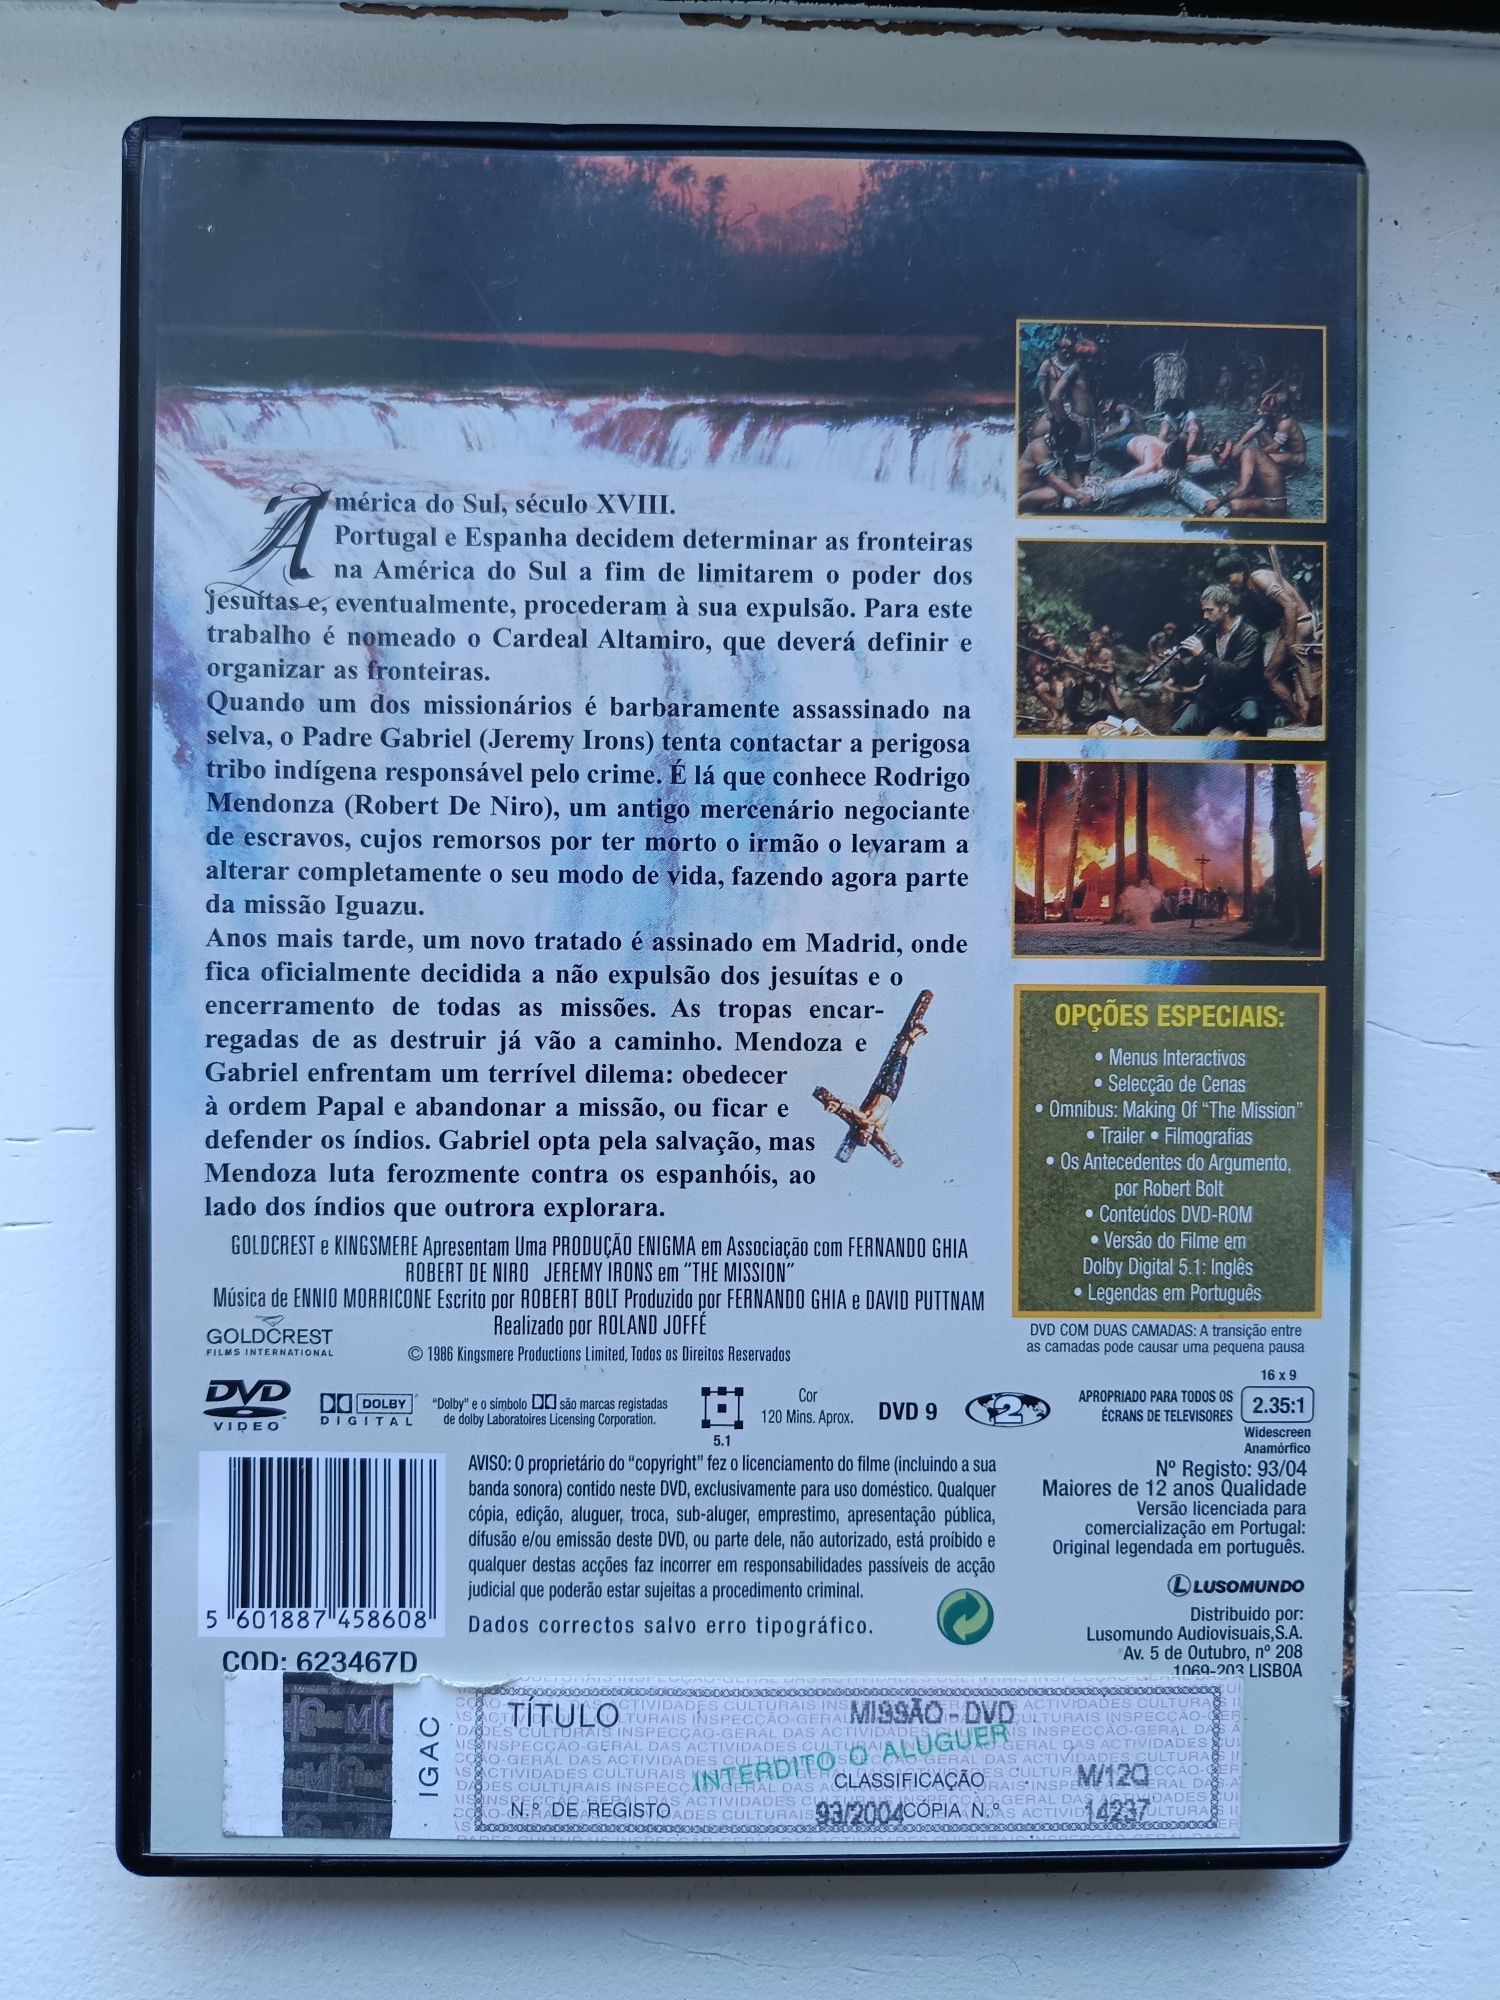 América do Sul, século XVIII.
Portugal e Espanha decidem determinar as fronteiras
na América do Sul a fim de limitarem o poder dos
jesuítas e, eventualmente, procederam à sua expulsão. Para este
trabalho é nomeado o Cardeal Altamiro, que deverá definir e
organizar as fronteiras.
Quando um dos missionários é barbaramente assassinado na
selva, o Padre Gabriel (Jeremy Irons) tenta contactar a perigosa
tribo indígena responsável pelo crime. É lá que conhece Rodrigo
Mendonza (Robert De Niro), um antigo mercenário negociante
de escravos, cujos remorsos por ter morto o irmão o levaram a
alterar completamente o seu modo de vida, fazendo agora parte
da missão Iguazu.
Anos mais tarde, um novo tratado é assinado em Madrid, onde
fica oficialmente decidida a não expulsão dos jesuítas e o
encerramento de todas as missões. As tropas encar-
regadas de as destruir já vão a caminho. Mendoza e
Gabriel enfrentam um terrível dilema: obedecer
à ordem Papal e abandonar a missão, ou ficar e
defender os índios. Gabriel opta pela salvação, mas
Mendoza luta ferozmente contra os espanhóis, ao
lado dos índios que outrora explorara.
OPÇÕES ESPECIAIS:
• Menus Interactivos
• Selecção de Cenas
• Omnibus: Making Of “The Mission”
• Trailer • Filmografias
• Os Antecedentes do Argumento,
por Robert Bolt
• Conteúdos DVD-ROM
• Versão do Filme em
Dolby Digital 5.1: Inglês
• Legendas em Português
DVD COM DUAS CAMADAS: A transição entre
as camadas pode causar uma pequena pausa
GOLDCREST e KINGSMERE Apresentam Uma PRODUÇÃO ENIGMA em Associação com FERNANDO GHIA
ROBERT DE NIRO JEREMY IRONS em “THE MISSION”
Música de ENNIO MORRICONE Escrito por ROBERT BOLT Produzido por FERNANDO GHIA e DAVID PUTTNAM
Realizado por ROLAND JOFFÉ
GOLDCREST
FILMS INTERNATIONAL
© 1986 Kingsmere Productions Limited, Todos os Direitos Reservados
DVD
VIDEO
DOLBY
DIGITAL
“Dolby” e o símbolo são marcas registadas
de dolby Laboratoires Licensing Corporation.
5.1
Cor
120 Mins. Aprox.
DVD 9
2
APROPRIADO PARA TODOS OS
ÉCRANS DE TELEVISORES
16 x 9
2.35:1
Widescreen
Anamórfico
AVISO: O proprietário do “copyright” fez o licenciamento do filme (incluindo a sua
banda sonora) contido neste DVD, exclusivamente para uso doméstico. Qualquer
cópia, edição, aluguer, troca, sub-aluger, emprestimo, apresentação pública,
difusão e/ou emissão deste DVD, ou parte dele, não autorizado, está proíbido e
qualquer destas acções faz incorrer em responsabilidades passíveis de acção
judicial que poderão estar sujeitas a procedimento criminal.
Dados correctos salvo erro tipográfico.
Nº Registo: 93/04
Maiores de 12 anos Qualidade
Versão licenciada para
comercialização em Portugal:
Original legendada em português.
LUSOMUNDO
Distribuido por:
Lusomundo Audiovisuais,S.A.
Av. 5 de Outubro, nº 208
1069-203 LISBOA
5 601887 458608
COD: 623467D
IGAC
TÍTULO MISSÃO - DVD
INTERDITO O ALUGUER
CLASSIFICAÇÃO M/12Q
N.º DE REGISTO 93/2004 CÓPIA N.º 14237